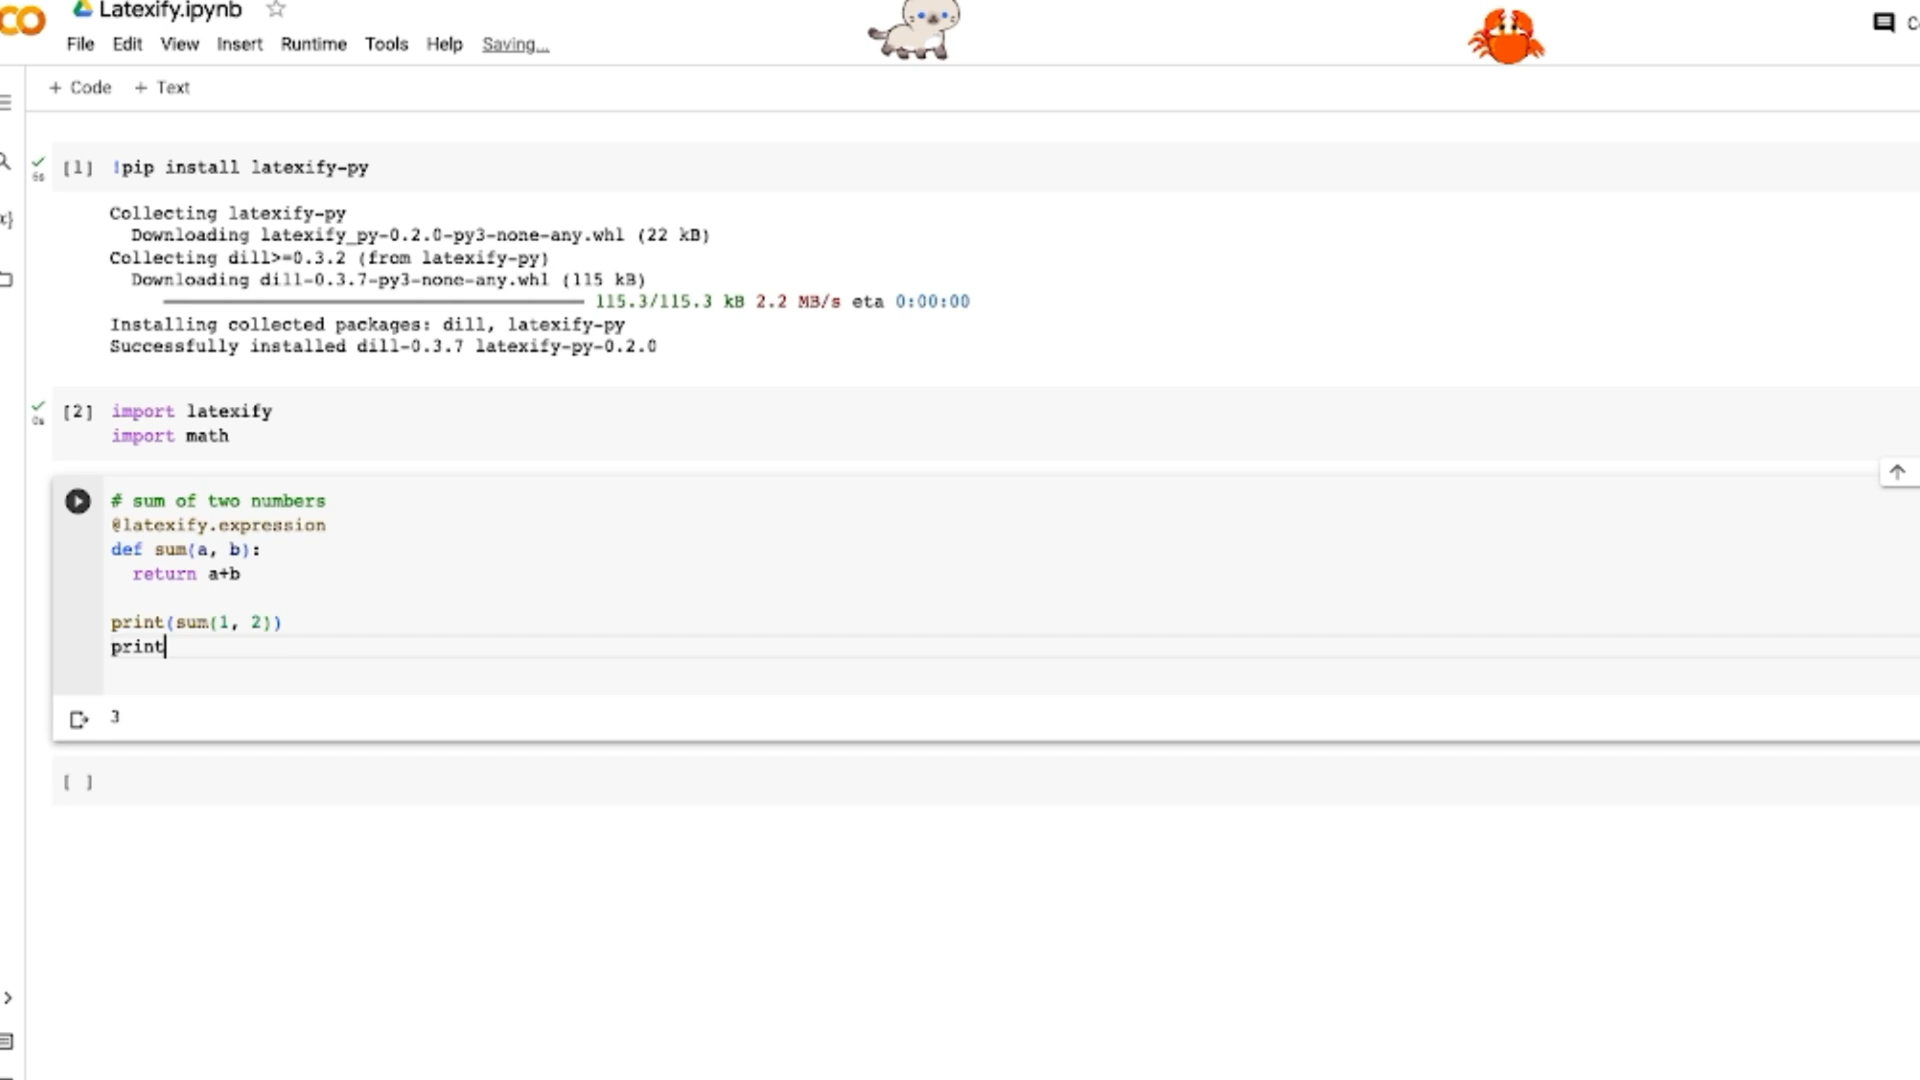 Latexify.ipynb
File Edit View Insert Runtime Tools Help Saving...
+ Code + Text
[1] !pip install latexify-py
6s
Collecting latexify-py
Downloading latexify_py-0.2.0-py3-none-any.whl (22 kB)
Collecting dill>=0.3.2 (from latexify-py)
Downloading dill-0.3.7-py3-none-any.whl (115 kB)
115.3/115.3 kB 2.2 MB/s eta 0:00:00
Installing collected packages: dill, latexify-py
Successfully installed dill-0.3.7 latexify-py-0.2.0
[2] import latexify
0s
import math
# sum of two numbers
@latexify.expression
def sum(a, b):
return a+b
print(sum(1, 2))
print
3
[ ]